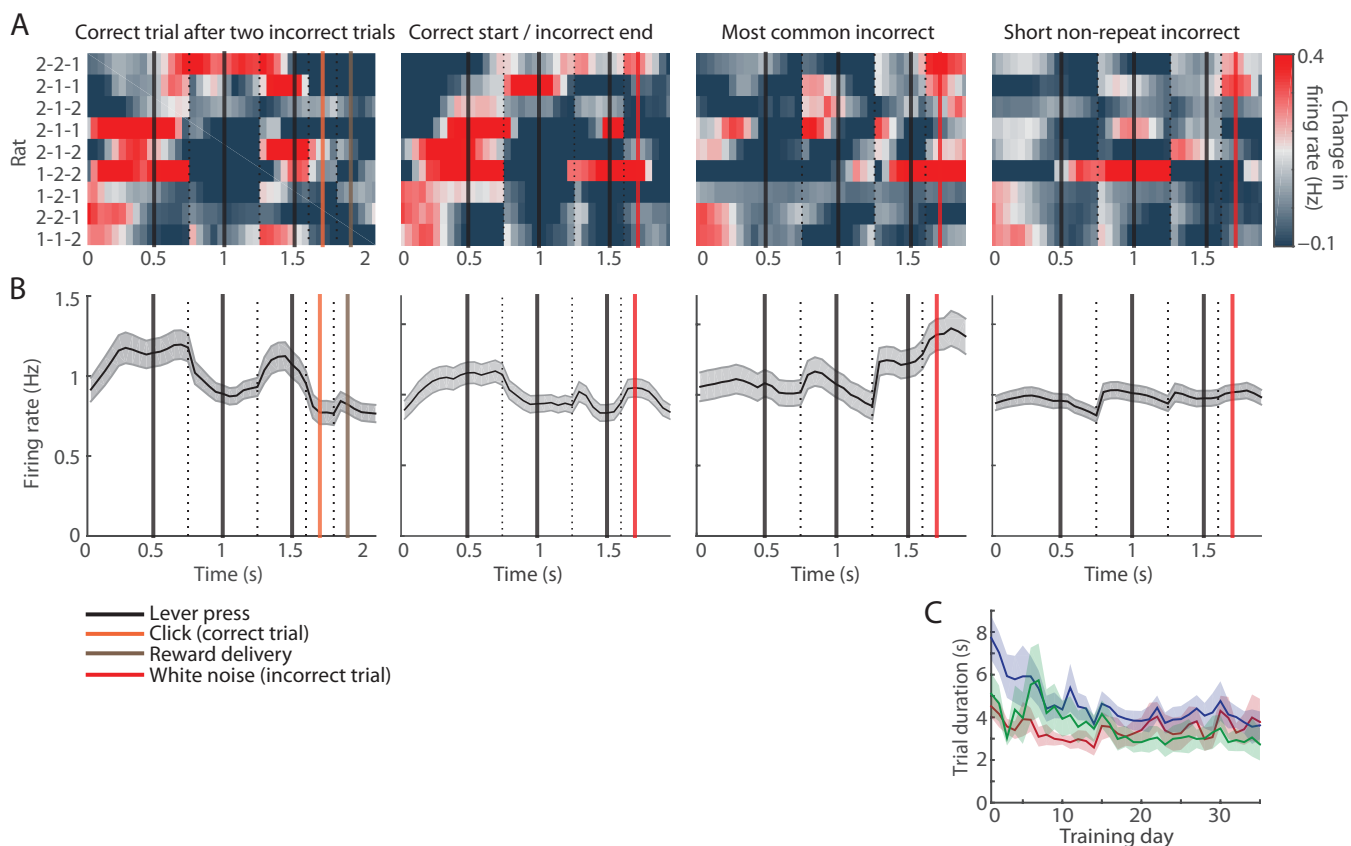 A
Correct trial after two incorrect trials
Correct start / incorrect end
Most common incorrect
Short non-repeat incorrect
Rat
2-2-1
2-1-1
2-1-2
2-1-1
2-1-2
1-2-2
1-2-1
2-2-1
1-1-2
0 0.5 1 1.5 2
0 0.5 1 1.5
0 0.5 1 1.5
0 0.5 1 1.5
0.4
−0.1
Change in
firing rate (Hz)
B
Firing rate (Hz)
1.5
1
0.5
0
0 0.5 1 1.5 2
0 0.5 1 1.5
0 0.5 1 1.5
0 0.5 1 1.5
Time (s)
Time (s)
Time (s)
Time (s)
Lever press
Click (correct trial)
Reward delivery
White noise (incorrect trial)
C
Trial duration (s)
8
6
4
2
0
0 10 20 30
Training day